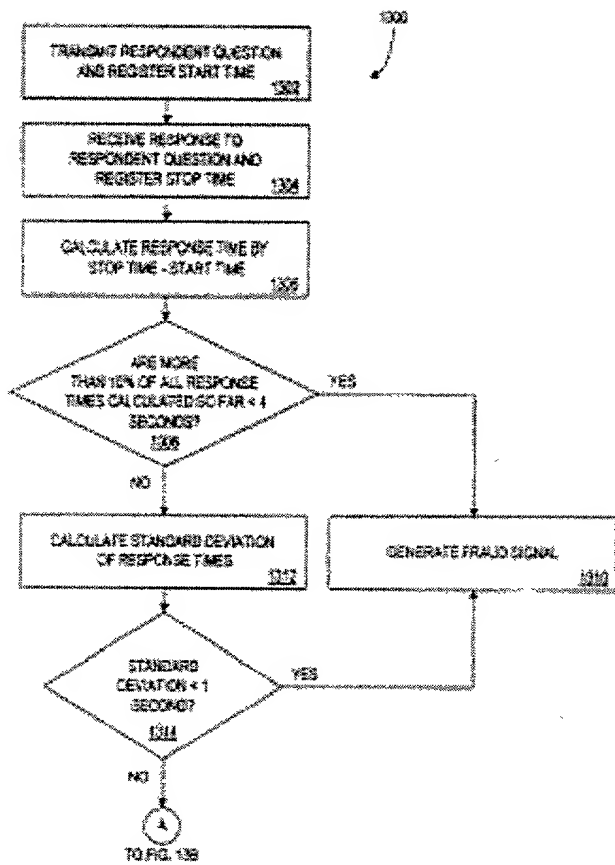 1300
TRANSMIT RESPONDENT QUESTION
AND REGISTER START TIME
1302
RECEIVE RESPONSE TO
RESPONDENT QUESTION AND
REGISTER STOP TIME
1304
CALCULATE RESPONSE TIME BY
STOP TIME - START TIME
1306
ARE MORE
THAN 10% OF ALL RESPONSE
TIMES CALCULATED SO FAR < 4
SECONDS?
YES
NO
CALCULATE STANDARD DEVIATION
OF RESPONSE TIMES
1312
GENERATE FRAUD SIGNAL
1310
STANDARD
DEVIATION < 1
SECOND?
1314
YES
NO
A
TO FIG. 13B